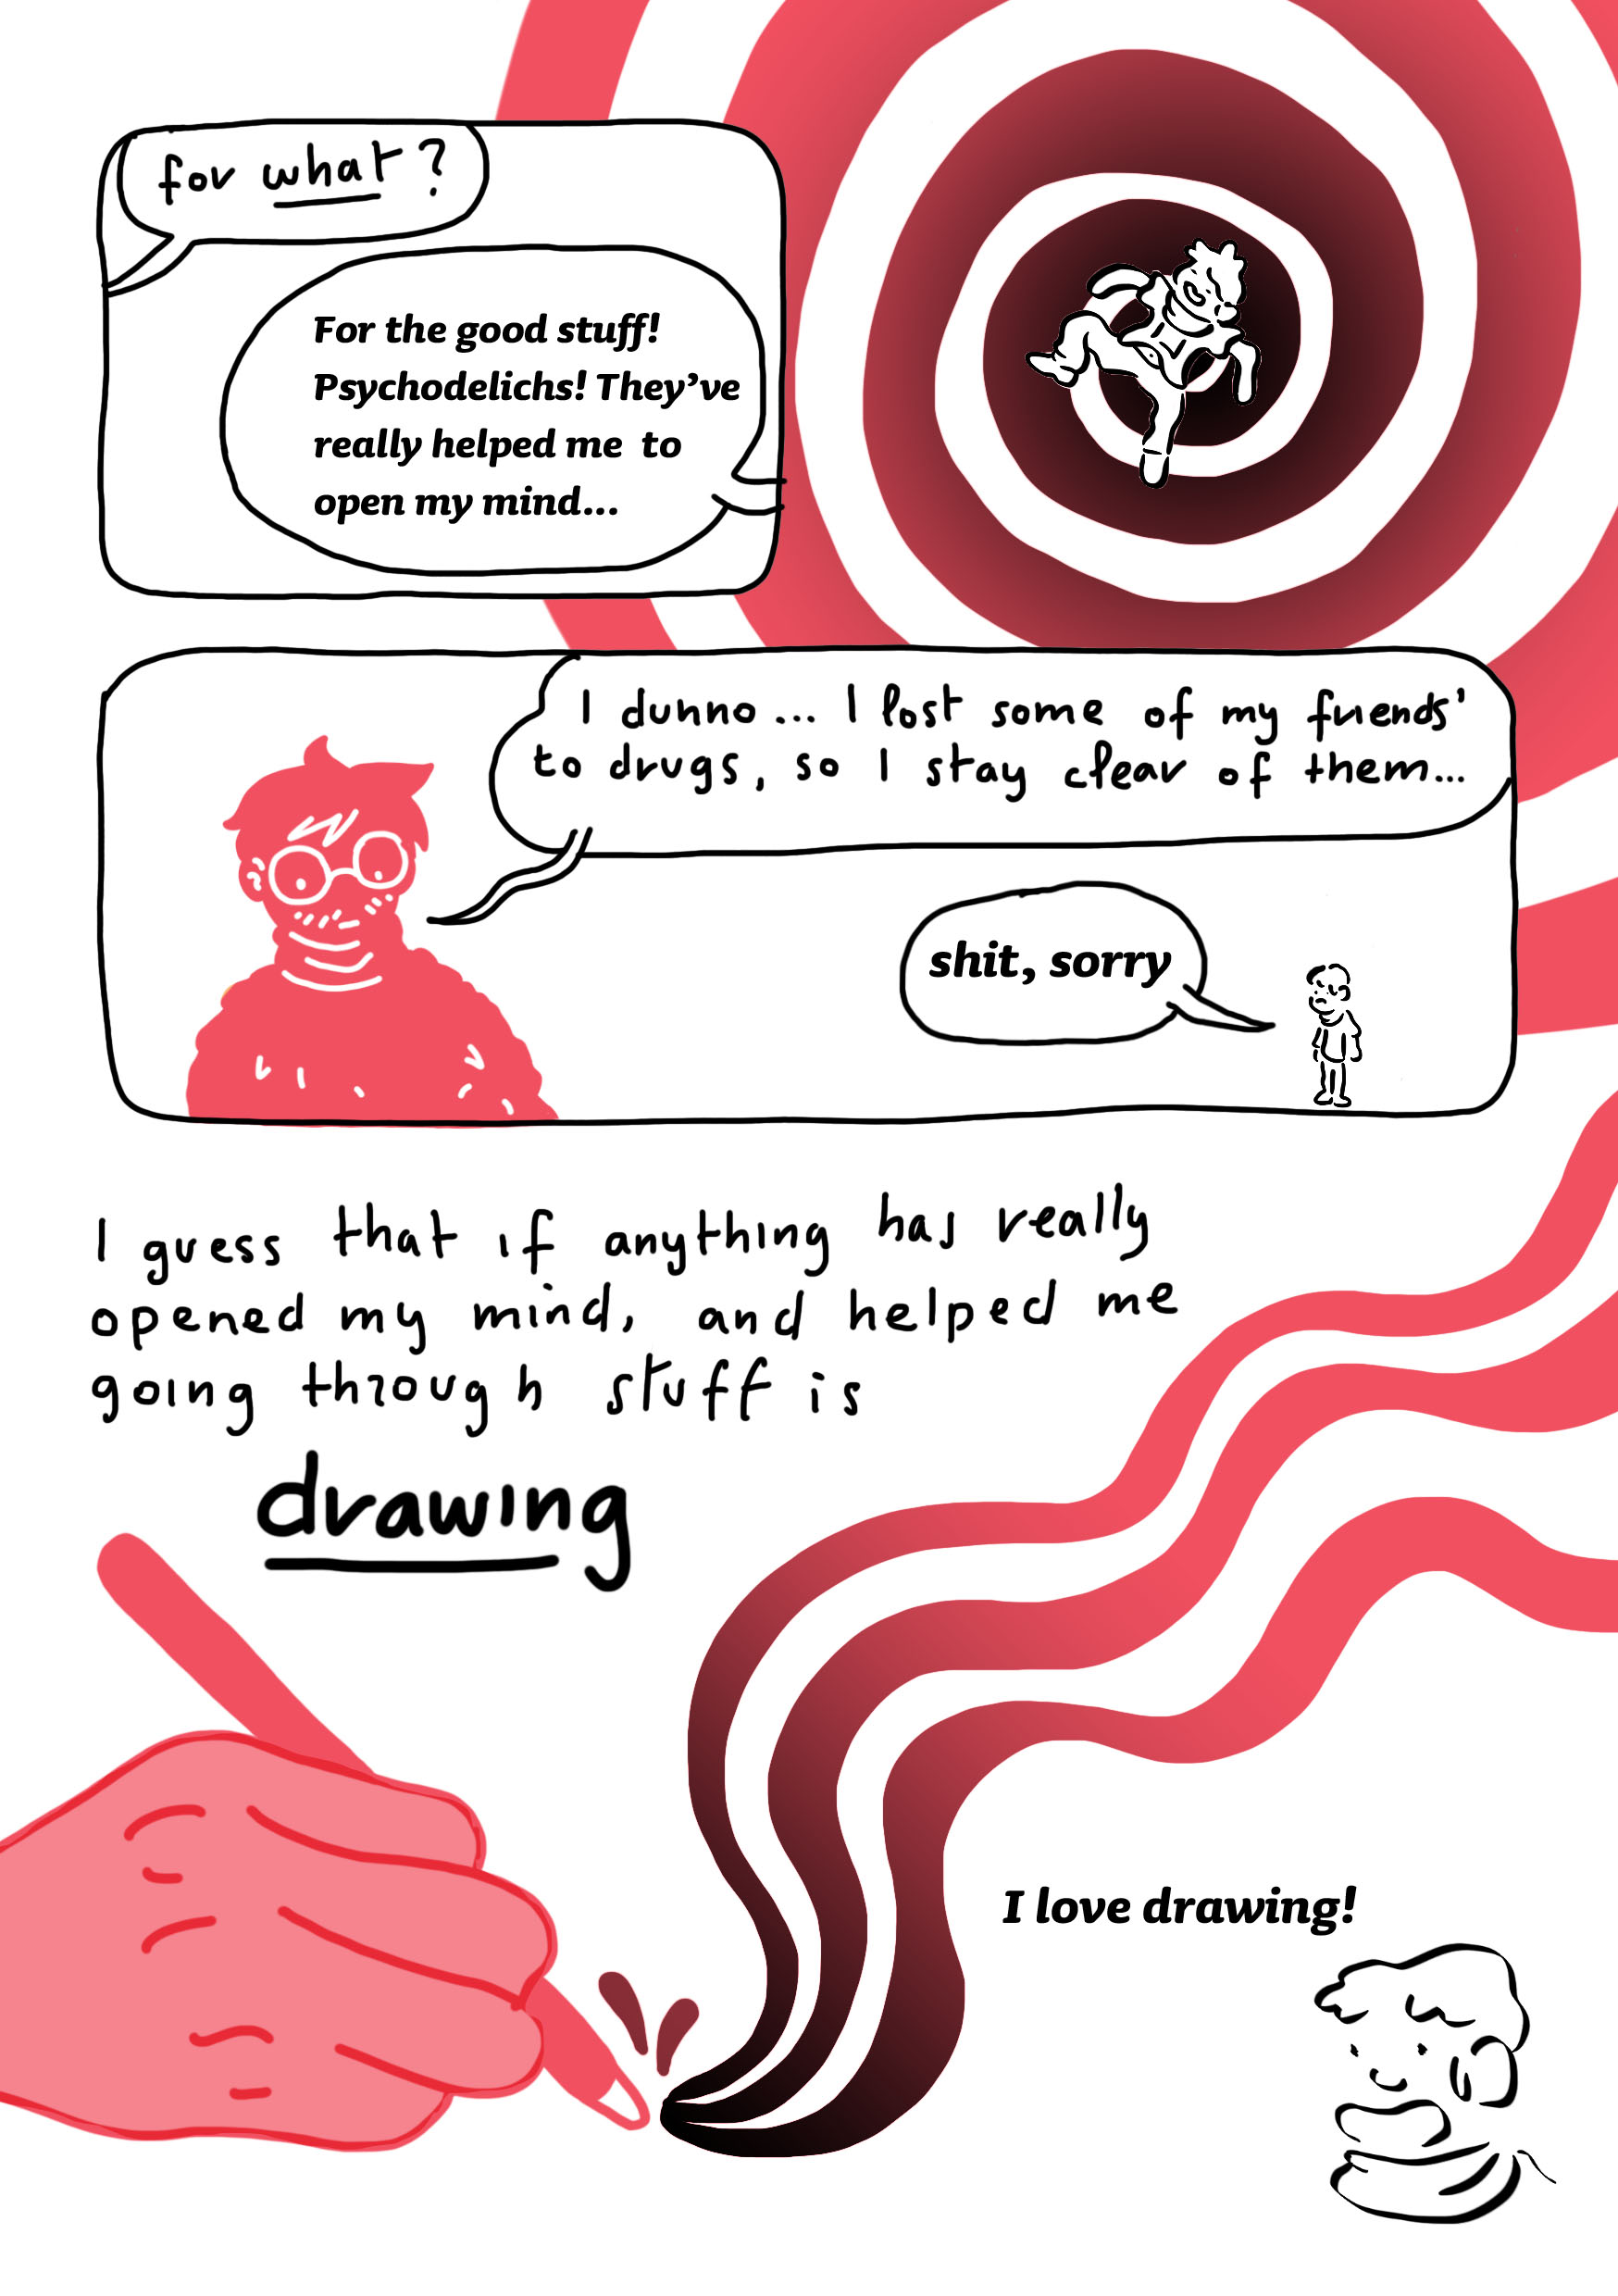 for what?
For the good stuff!
Psychodelichs! They've
really helped me to
open my mind...
I dunno... I lost some of my friends'
to drugs, so I stay clear of them...
shit, sorry
I guess that if anything has really
opened my mind, and helped me
going through stuff is
drawing
I love drawing!